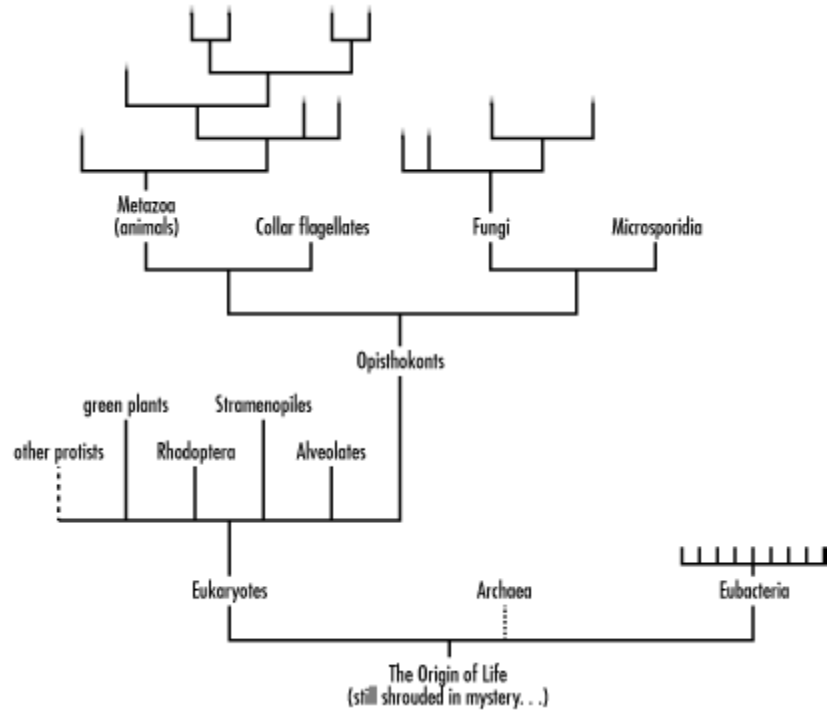 Metazoa
(animals)
Collar flagellates
Fungi
Microsporidia
Opisthokonts
green plants
Stramenopiles
other protists
Rhodoptera
Alveolates
Eukaryotes
Archaea
Eubacteria
The Origin of Life
(still shrouded in mystery. . .)